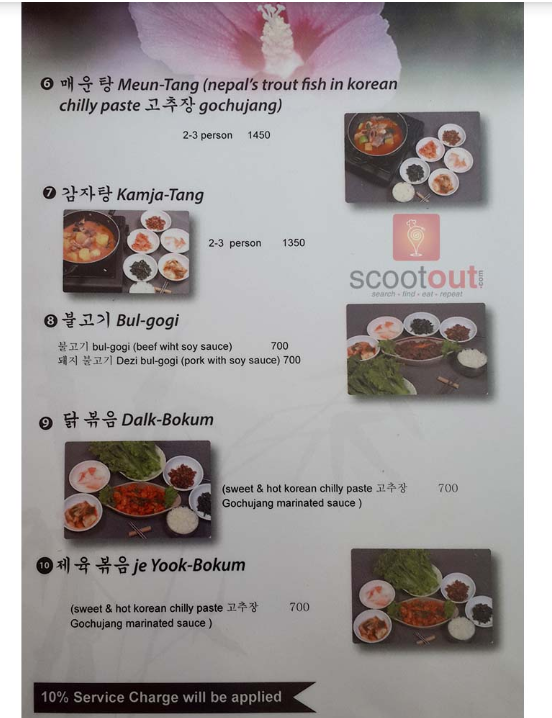 6 매운탕 Meun-Tang (nepal's trout fish in korean
chilly paste 고추장 gochujang)
2-3 person 1450
7 감자탕 Kamja-Tang
2-3 person 1350
scootout.com
search - find - eat - repeat
8 불고기 Bul-gogi
불고기 bul-gogi (beef wiht soy sauce) 700
돼지 불고기 Dezi bul-gogi (pork with soy sauce) 700
9 닭 볶음 Dalk-Bokum
(sweet & hot korean chilly paste 고추장 700
Gochujang marinated sauce )
10 제육 볶음 je Yook-Bokum
(sweet & hot korean chilly paste 고추장 700
Gochujang marinated sauce )
10% Service Charge will be applied